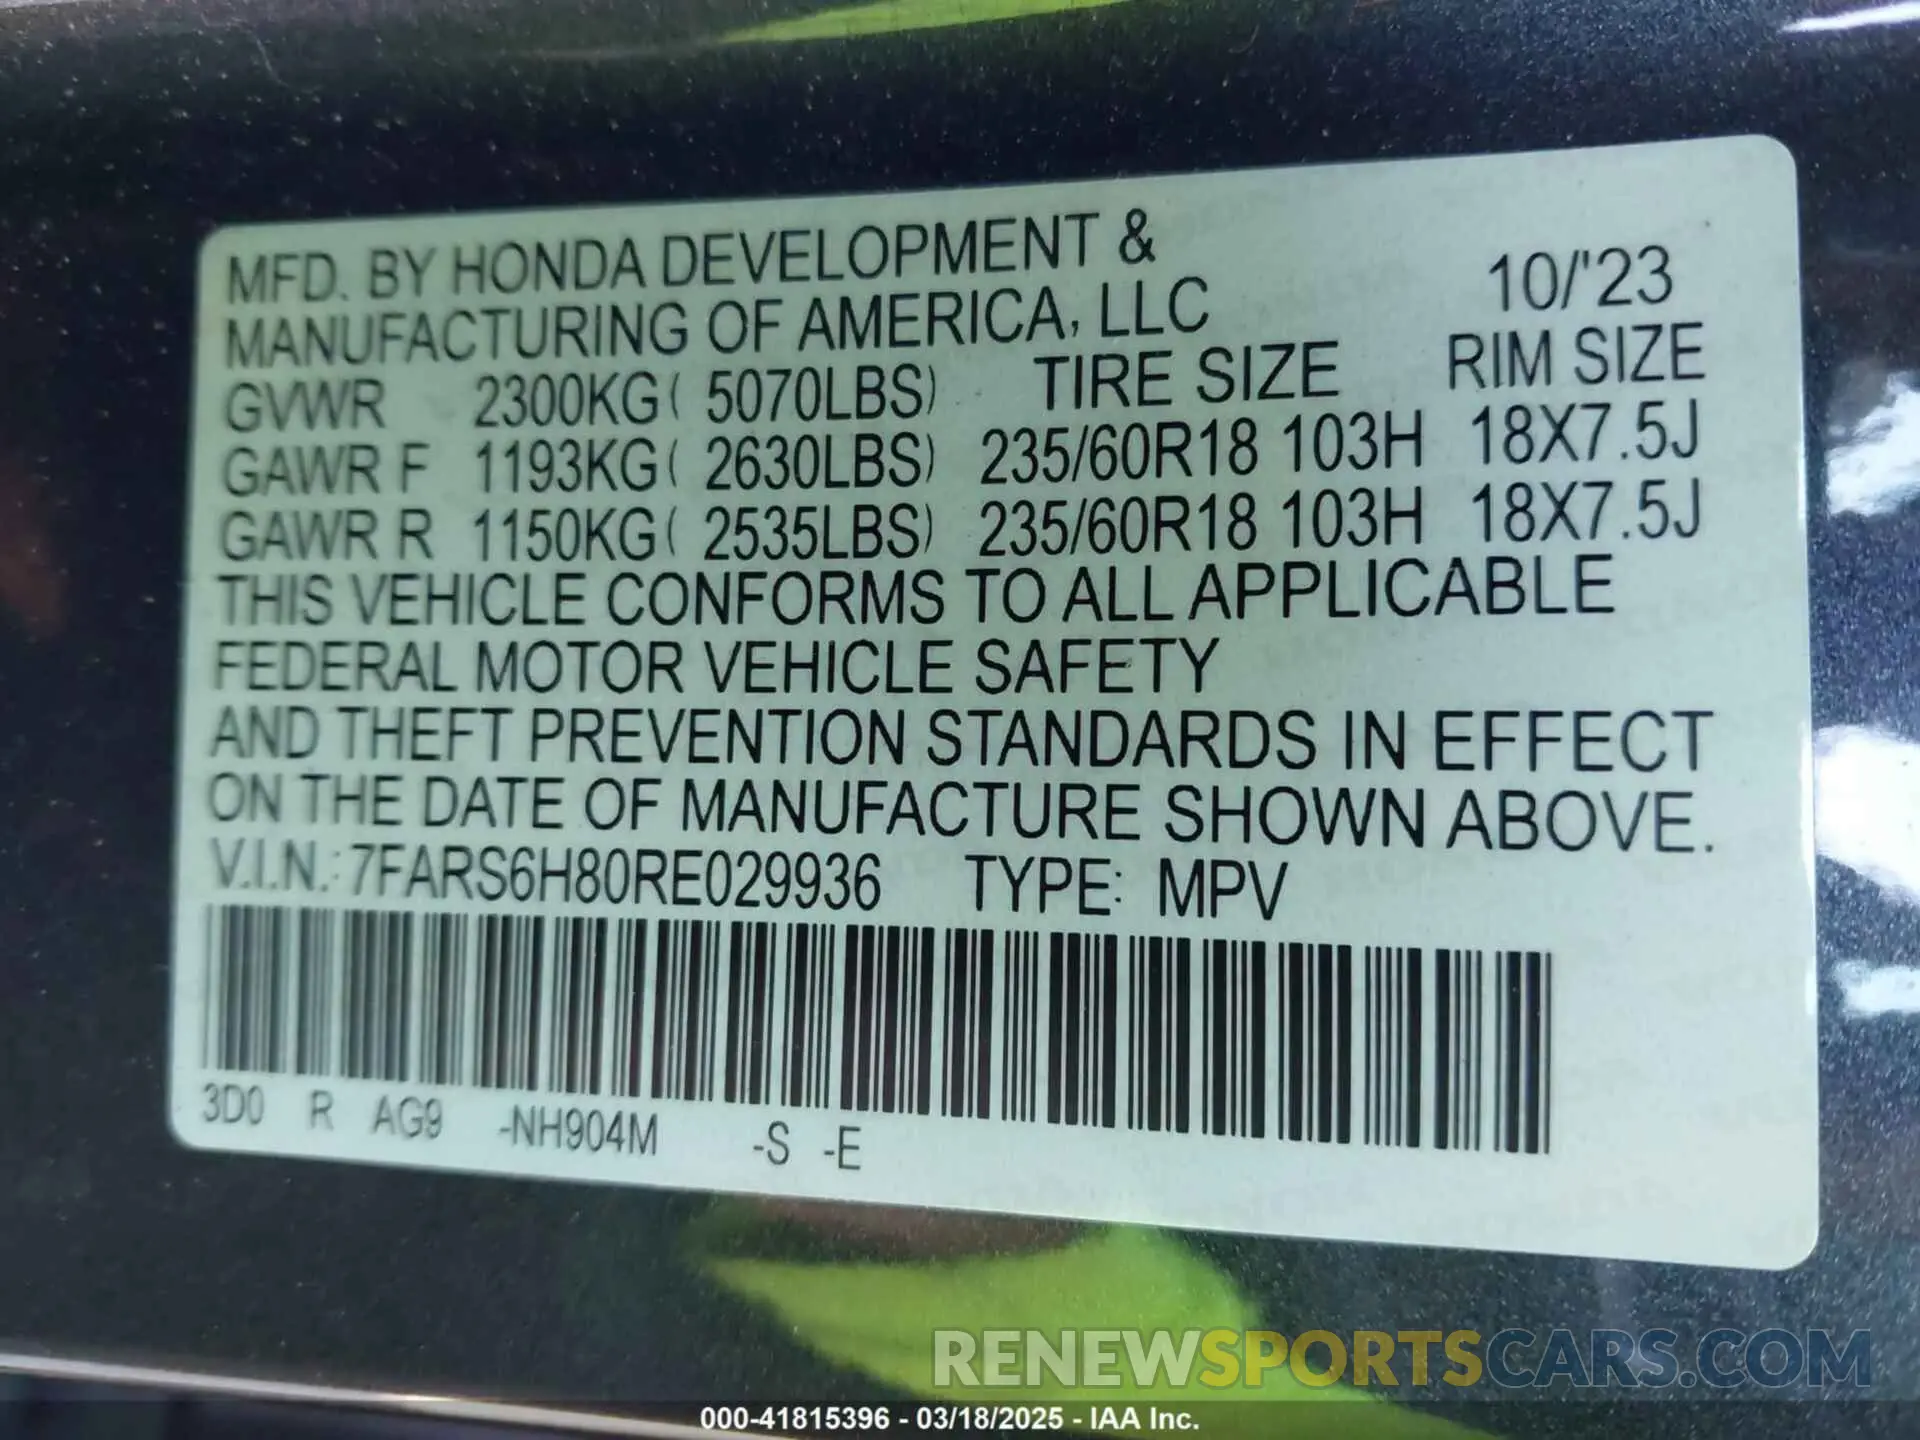 MFD. BY HONDA DEVELOPMENT &
MANUFACTURING OF AMERICA, LLC 10/'23
GVWR 2300KG( 5070LBS) TIRE SIZE RIM SIZE
GAWR F 1193KG( 2630LBS) 235/60R18 103H 18X7.5J
GAWR R 1150KG( 2535LBS) 235/60R18 103H 18X7.5J
THIS VEHICLE CONFORMS TO ALL APPLICABLE
FEDERAL MOTOR VEHICLE SAFETY
AND THEFT PREVENTION STANDARDS IN EFFECT
ON THE DATE OF MANUFACTURE SHOWN ABOVE.
V.I.N.: 7FARS6H80RE029936 TYPE: MPV
3D0 R AG9 -NH904M -S -E
RENEWSPORTSCARS.COM
000-41815396 - 03/18/2025 - IAA Inc.